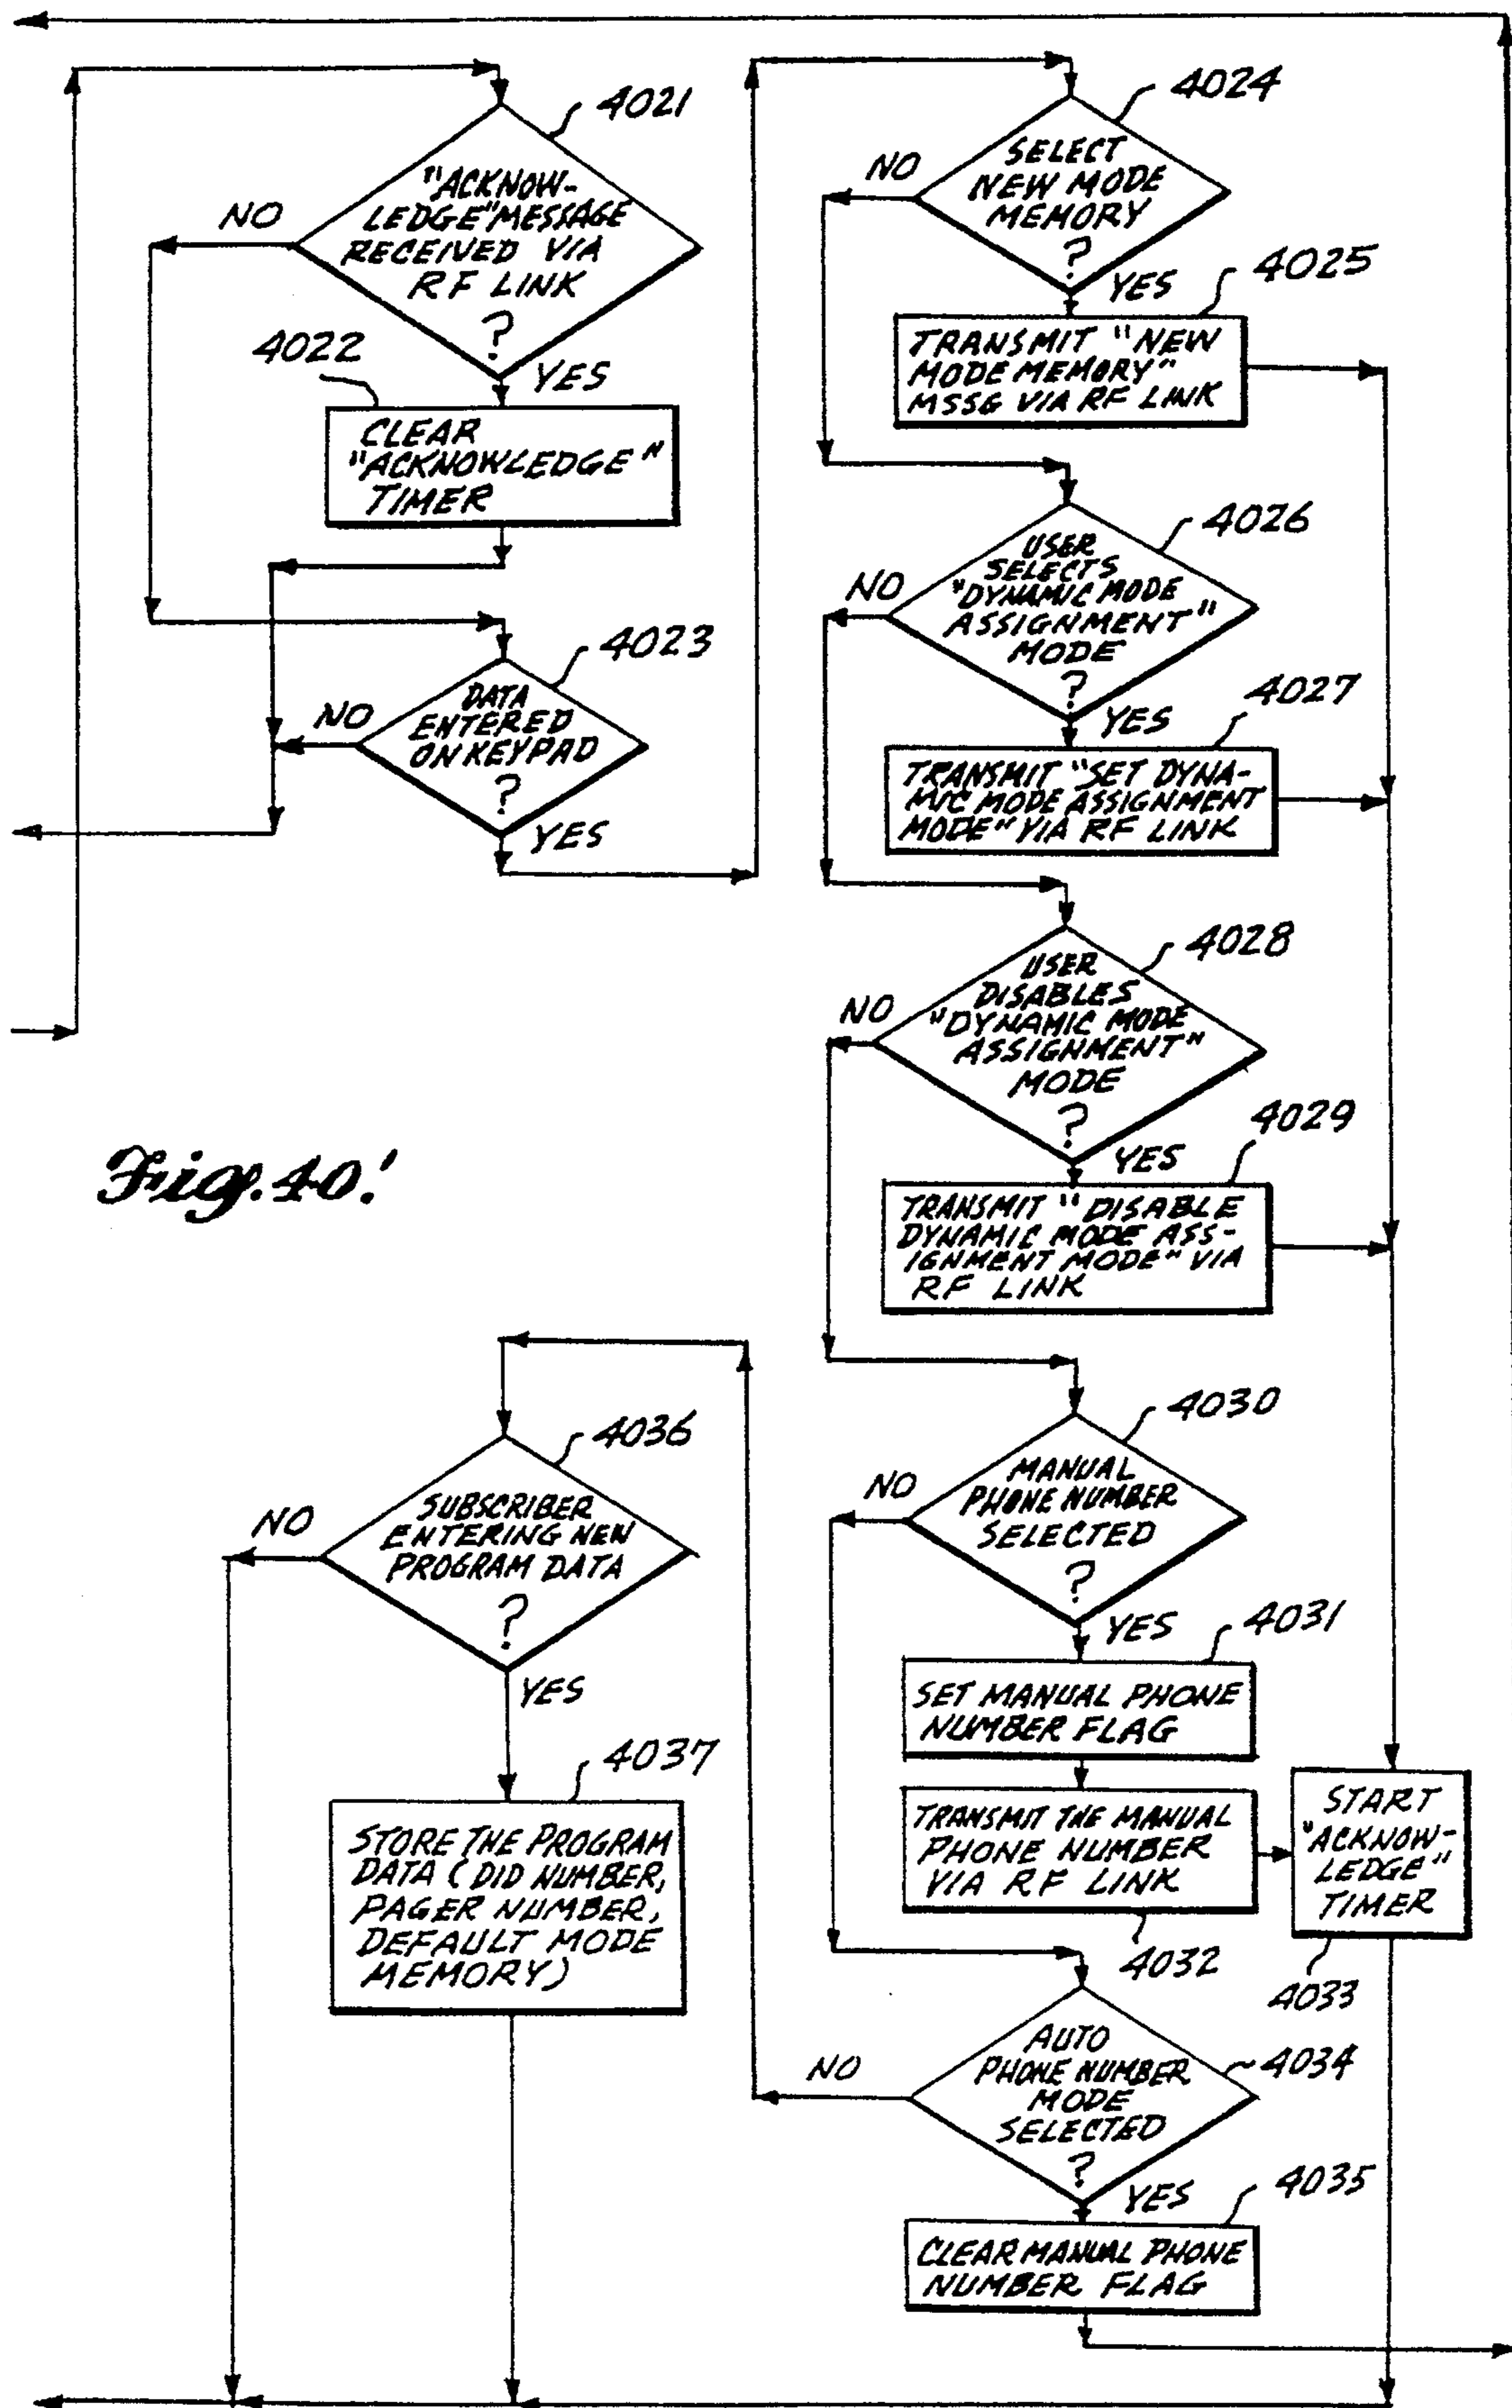 4021
"ACKNOW-
LEDGE" MESSAGE
RECEIVED VIA
RF LINK
?
NO
YES
4022
CLEAR
"ACKNOWLEDGE"
TIMER
4023
DATA
ENTERED
ON KEYPAD
?
NO
YES
4024
SELECT
NEW MODE
MEMORY
?
NO
YES
4025
TRANSMIT "NEW
MODE MEMORY"
MSSG VIA RF LINK
4026
USER
SELECTS
"DYNAMIC MODE
ASSIGNMENT"
MODE
?
NO
YES
4027
TRANSMIT "SET DYNA-
MIC MODE ASSIGNMENT
MODE" VIA RF LINK
4028
USER
DISABLES
"DYNAMIC MODE
ASSIGNMENT"
MODE
?
NO
YES
4029
TRANSMIT "DISABLE
DYNAMIC MODE ASS-
IGNMENT MODE" VIA
RF LINK
Fig. 40!
4030
MANUAL
PHONE NUMBER
SELECTED
?
NO
YES
4031
SET MANUAL PHONE
NUMBER FLAG
TRANSMIT THE MANUAL
PHONE NUMBER
VIA RF LINK
4032
START
"ACKNOW-
LEDGE"
TIMER
4033
AUTO
PHONE NUMBER
MODE
SELECTED
?
4034
NO
YES
4035
CLEAR MANUAL PHONE
NUMBER FLAG
4036
SUBSCRIBER
ENTERING NEW
PROGRAM DATA
?
NO
YES
4037
STORE THE PROGRAM
DATA (DID NUMBER,
PAGER NUMBER,
DEFAULT MODE
MEMORY)